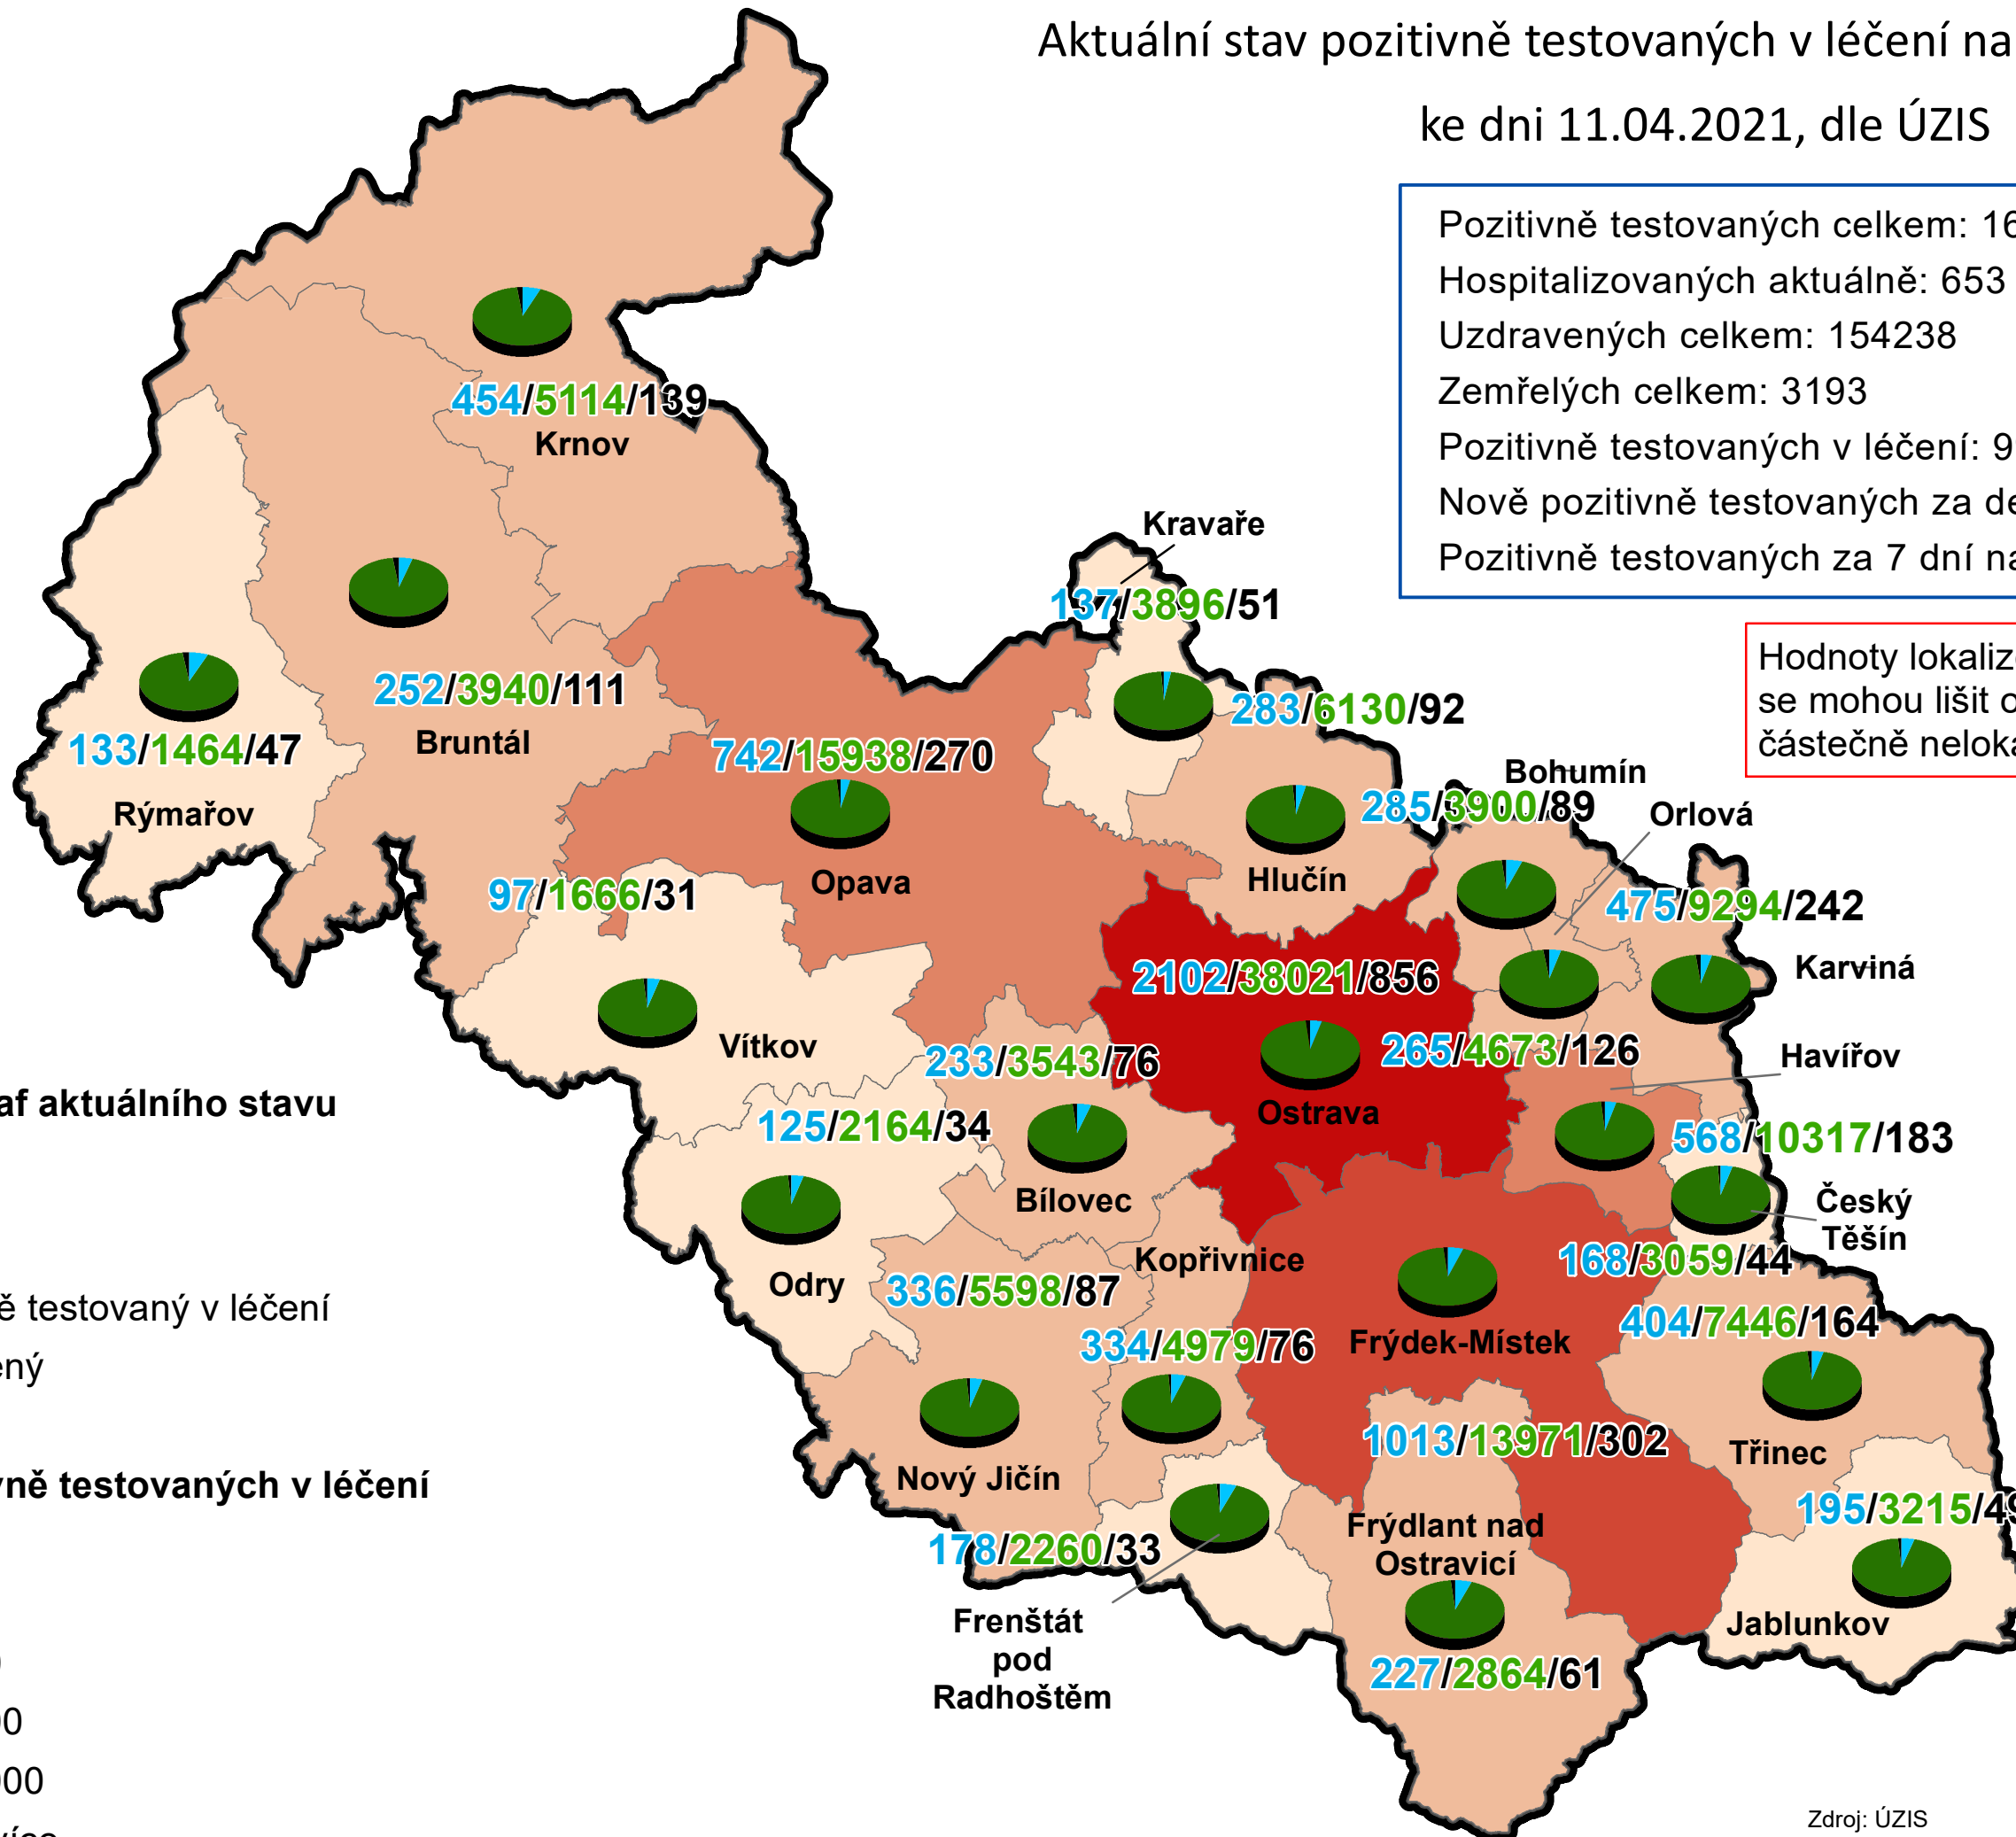 Aktuální stav pozitivně testovaných v léčení na
ke dni 11.04.2021, dle ÚZIS
Pozitivně testovaných celkem: 16
Hospitalizovaných aktuálně: 653
Uzdravených celkem: 154238
Zemřelých celkem: 3193
Pozitivně testovaných v léčení: 9
Nově pozitivně testovaných za de
Pozitivně testovaných za 7 dní na
Hodnoty lokaliz
se mohou lišit o
částečně neloka
454/5114/139
Krnov
Kravaře
137/3896/51
252/3940/111
Bruntál
133/1464/47
Rýmařov
742/15938/270
Opava
283/6130/92
Hlučín
Bohumín
285/3900/89
Orlová
97/1666/31
Vítkov
475/9294/242
Karviná
2102/38021/856
Ostrava
265/4673/126
Havířov
233/3543/76
Bílovec
125/2164/34
Odry
568/10317/183
Český
Těšín
168/3059/44
Kopřivnice
336/5598/87
Nový Jičín
334/4979/76
Frýdek-Místek
404/7446/164
Třinec
1013/13971/302
195/3215/49
Jablunkov
178/2260/33
Frenštát
pod
Radhoštěm
Frýdlant nad
Ostravicí
227/2864/61
af aktuálního stavu
ě testovaný v léčení
ený
vně testovaných v léčení
00
000
Zdroj: ÚZIS